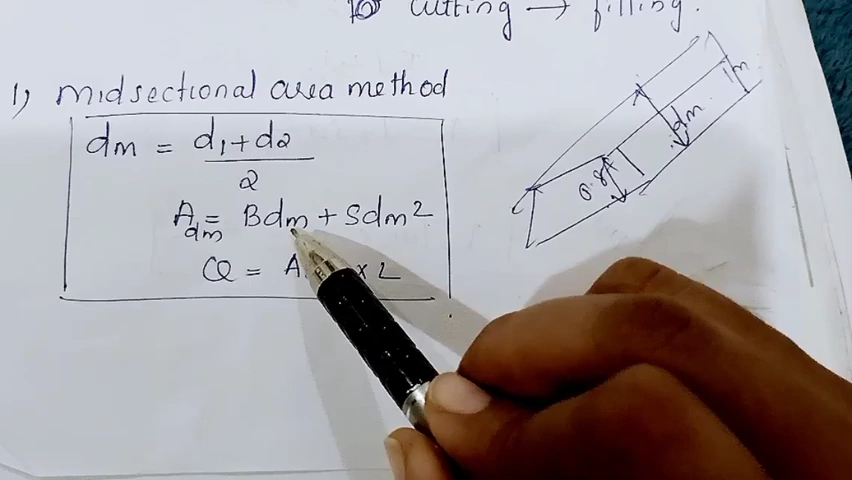 Cutting → filling.
1) midsectional area method
dm = d1+d2
2
Adm = Bdm + Sdm2
Q = A
dm
1m